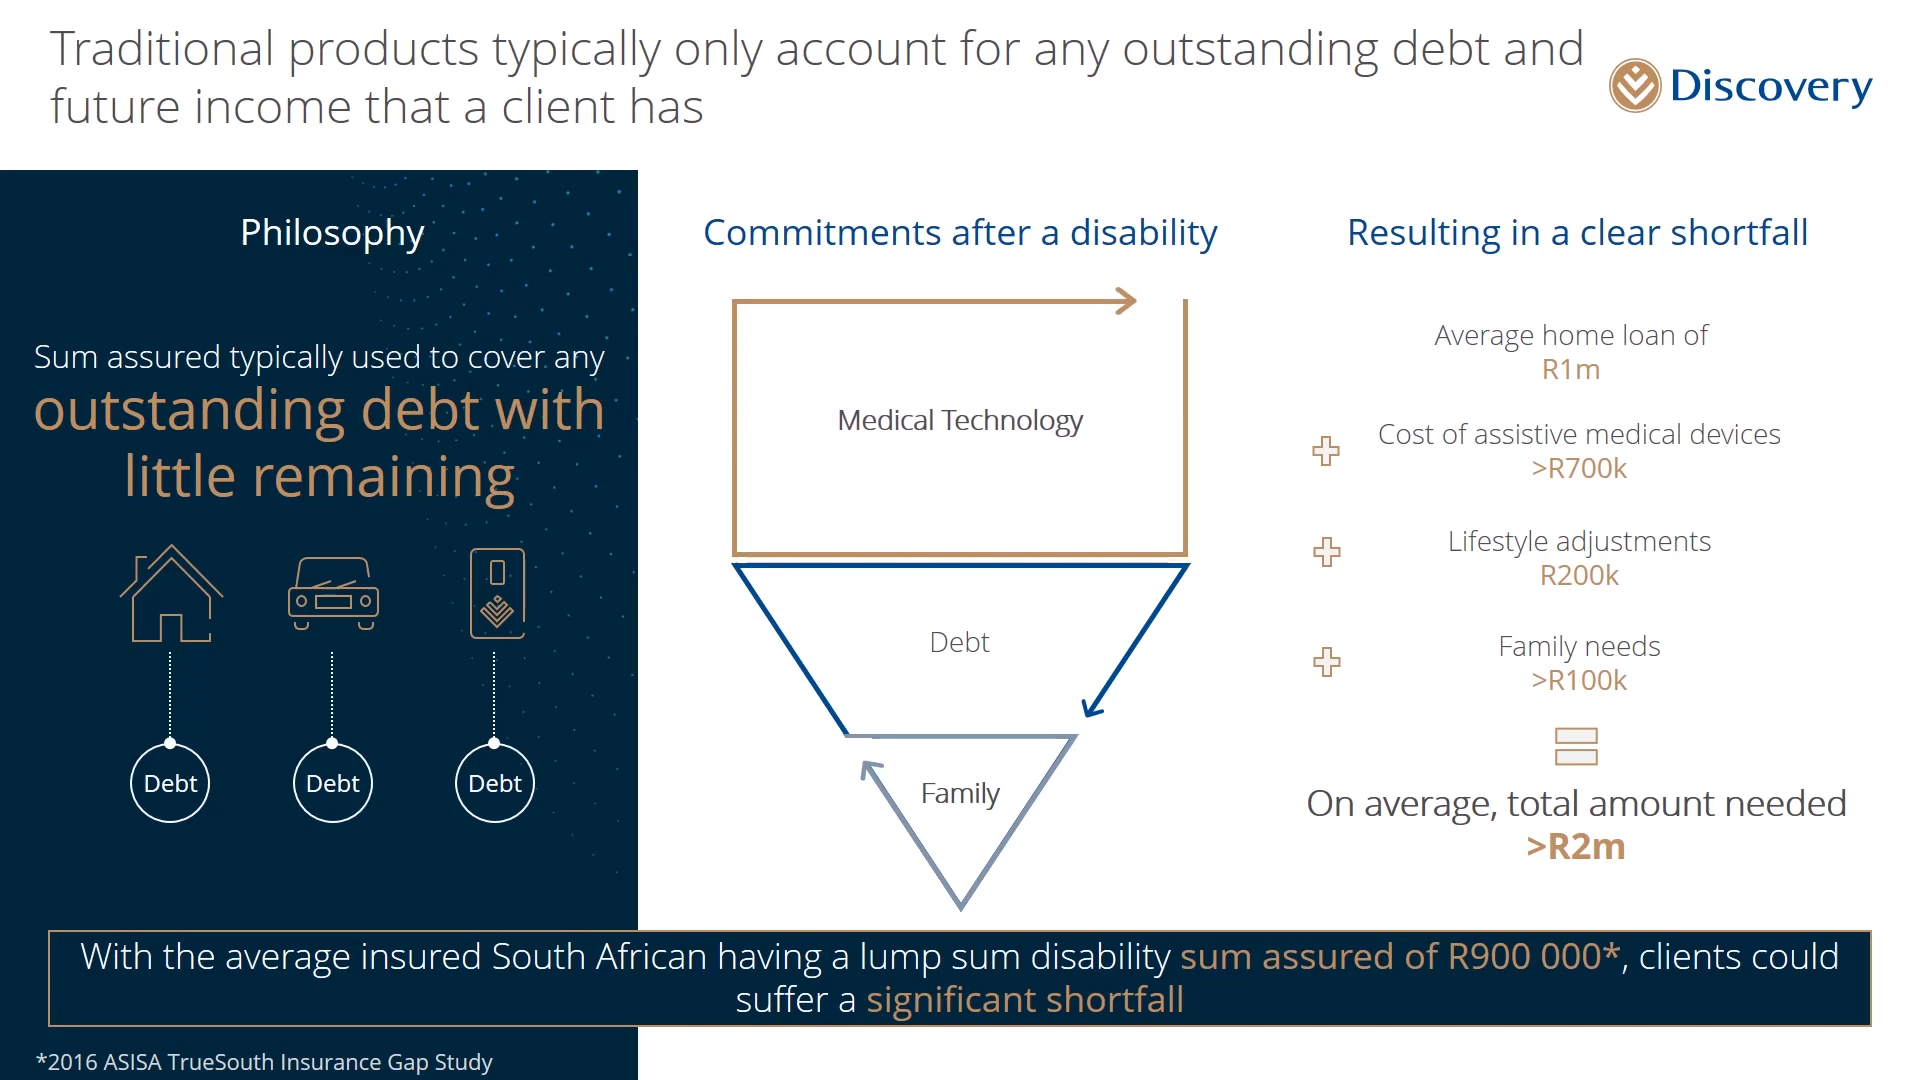 Traditional products typically only account for any outstanding debt and
future income that a client has
Discovery
Philosophy
Sum assured typically used to cover any
outstanding debt with
little remaining
Debt
Debt
Debt
Commitments after a disability
Medical Technology
Debt
Family
Resulting in a clear shortfall
Average home loan of
R1m
Cost of assistive medical devices
>R700k
Lifestyle adjustments
R200k
Family needs
>R100k
On average, total amount needed
>R2m
With the average insured South African having a lump sum disability sum assured of R900 000*, clients could
suffer a significant shortfall
*2016 ASISA TrueSouth Insurance Gap Study